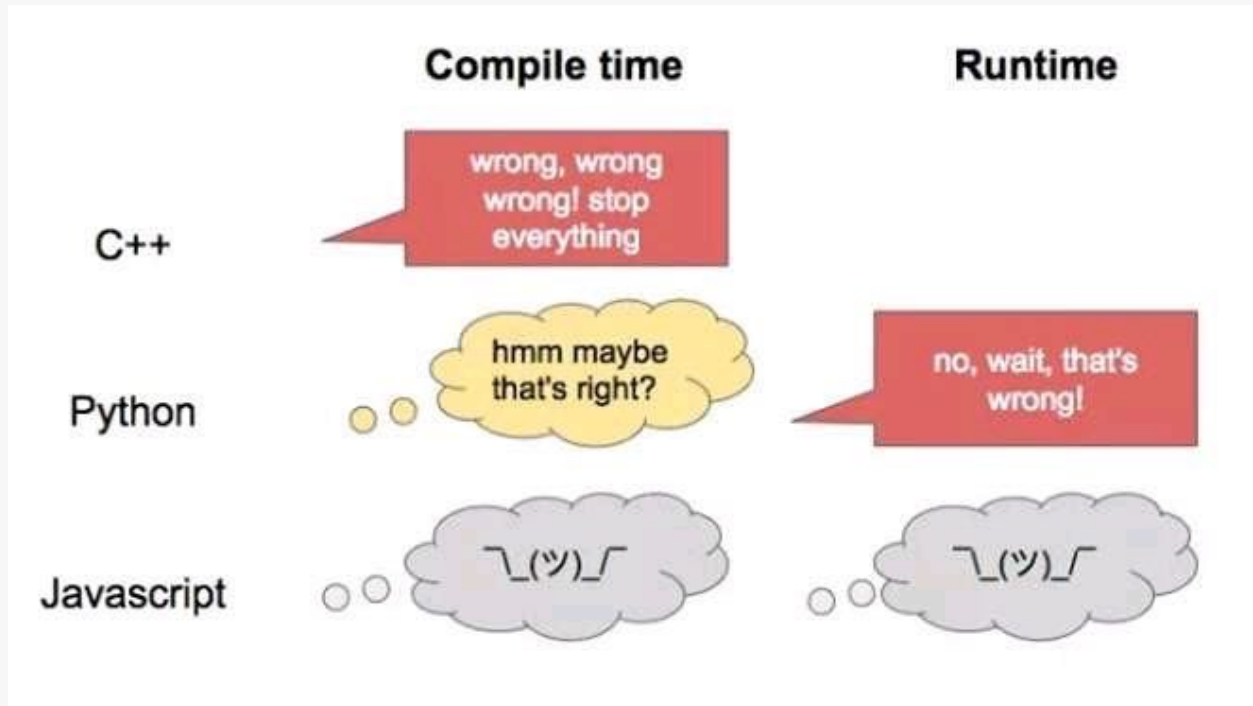 Compile time
Runtime
C++
wrong, wrong
wrong! stop
everything
Python
hmm maybe
that's right?
no, wait, that's
wrong!
Javascript
¯\_(ツ)_/¯
¯\_(ツ)_/¯